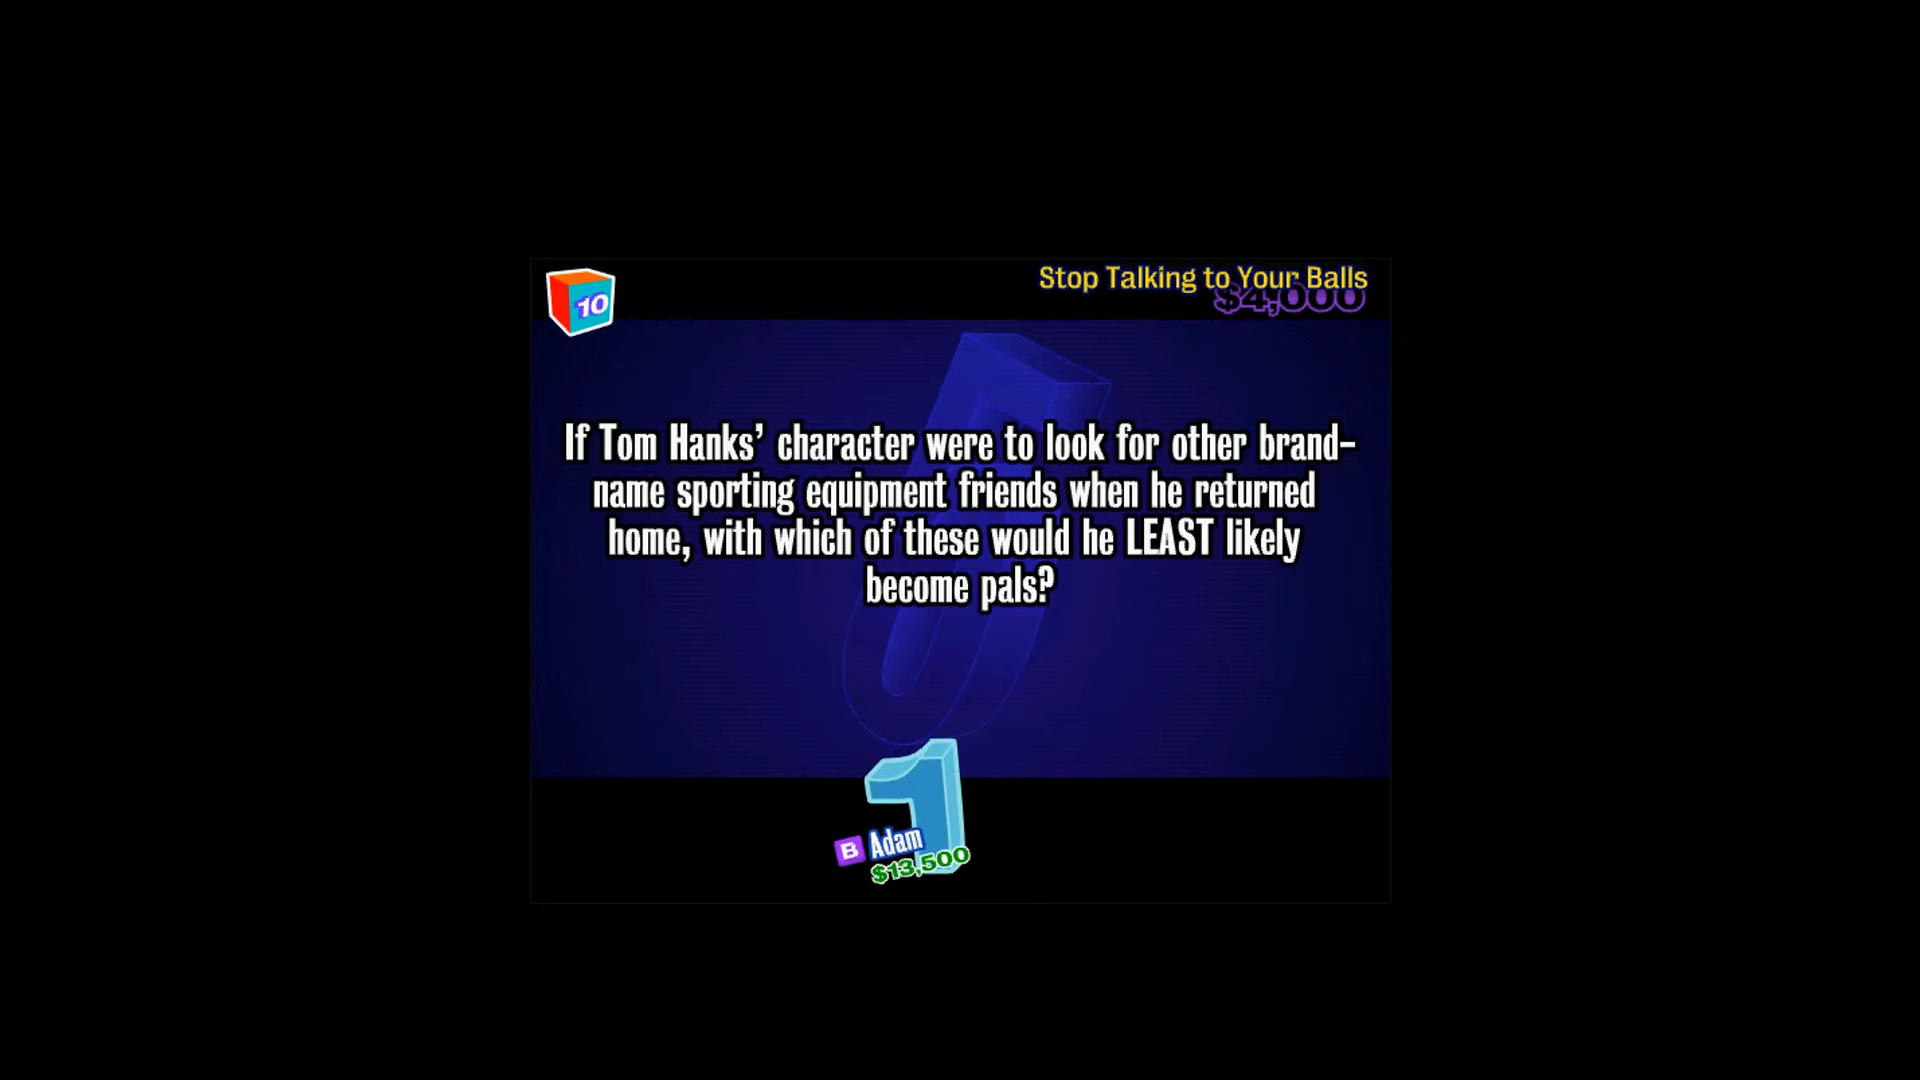 10
Stop Talking to Your Balls
$4,000
If Tom Hanks’ character were to look for other brand-
name sporting equipment friends when he returned
home, with which of these would he LEAST likely
become pals?
1
B Adam
$13,500